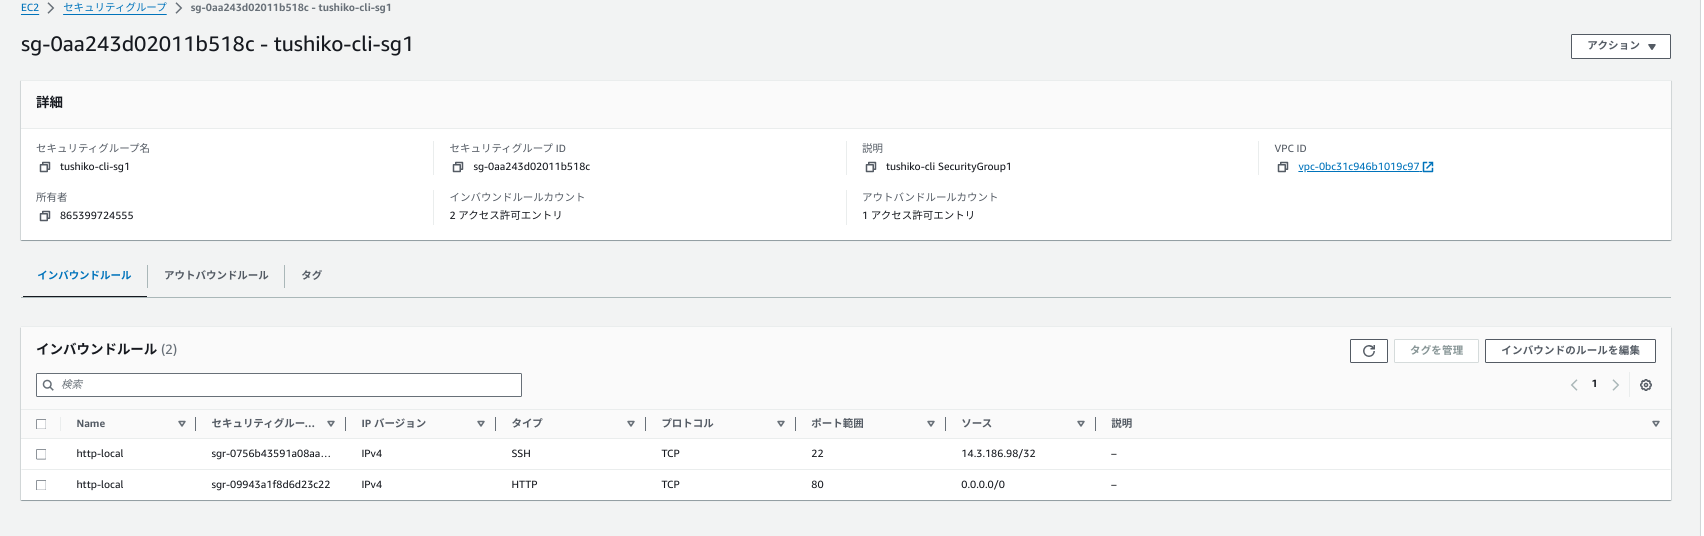 EC2 > セキュリティグループ > sg-0aa243d02011b518c - tushiko-cli-sg1
sg-0aa243d02011b518c - tushiko-cli-sg1
アクション ▼
詳細
セキュリティグループ名
tushiko-cli-sg1
セキュリティグループ ID
sg-0aa243d02011b518c
説明
tushiko-cli SecurityGroup1
VPC ID
vpc-0bc31c946b1019c97
所有者
865399724555
インバウンドルールカウント
2 アクセス許可エントリ
アウトバンドルールカウント
1 アクセス許可エントリ
インバウンドルール アウトバウンドルール タグ
インバウンドルール (2)
タグを管理 インバウンドのルールを編集
検索
1
Name セキュリティグルー... IP バージョン タイプ プロトコル ポート範囲 ソース 説明
http-local sgr-0756b43591a08aa... IPv4 SSH TCP 22 14.3.186.98/32 –
http-local sgr-09943a1f8d6d23c22 IPv4 HTTP TCP 80 0.0.0.0/0 –